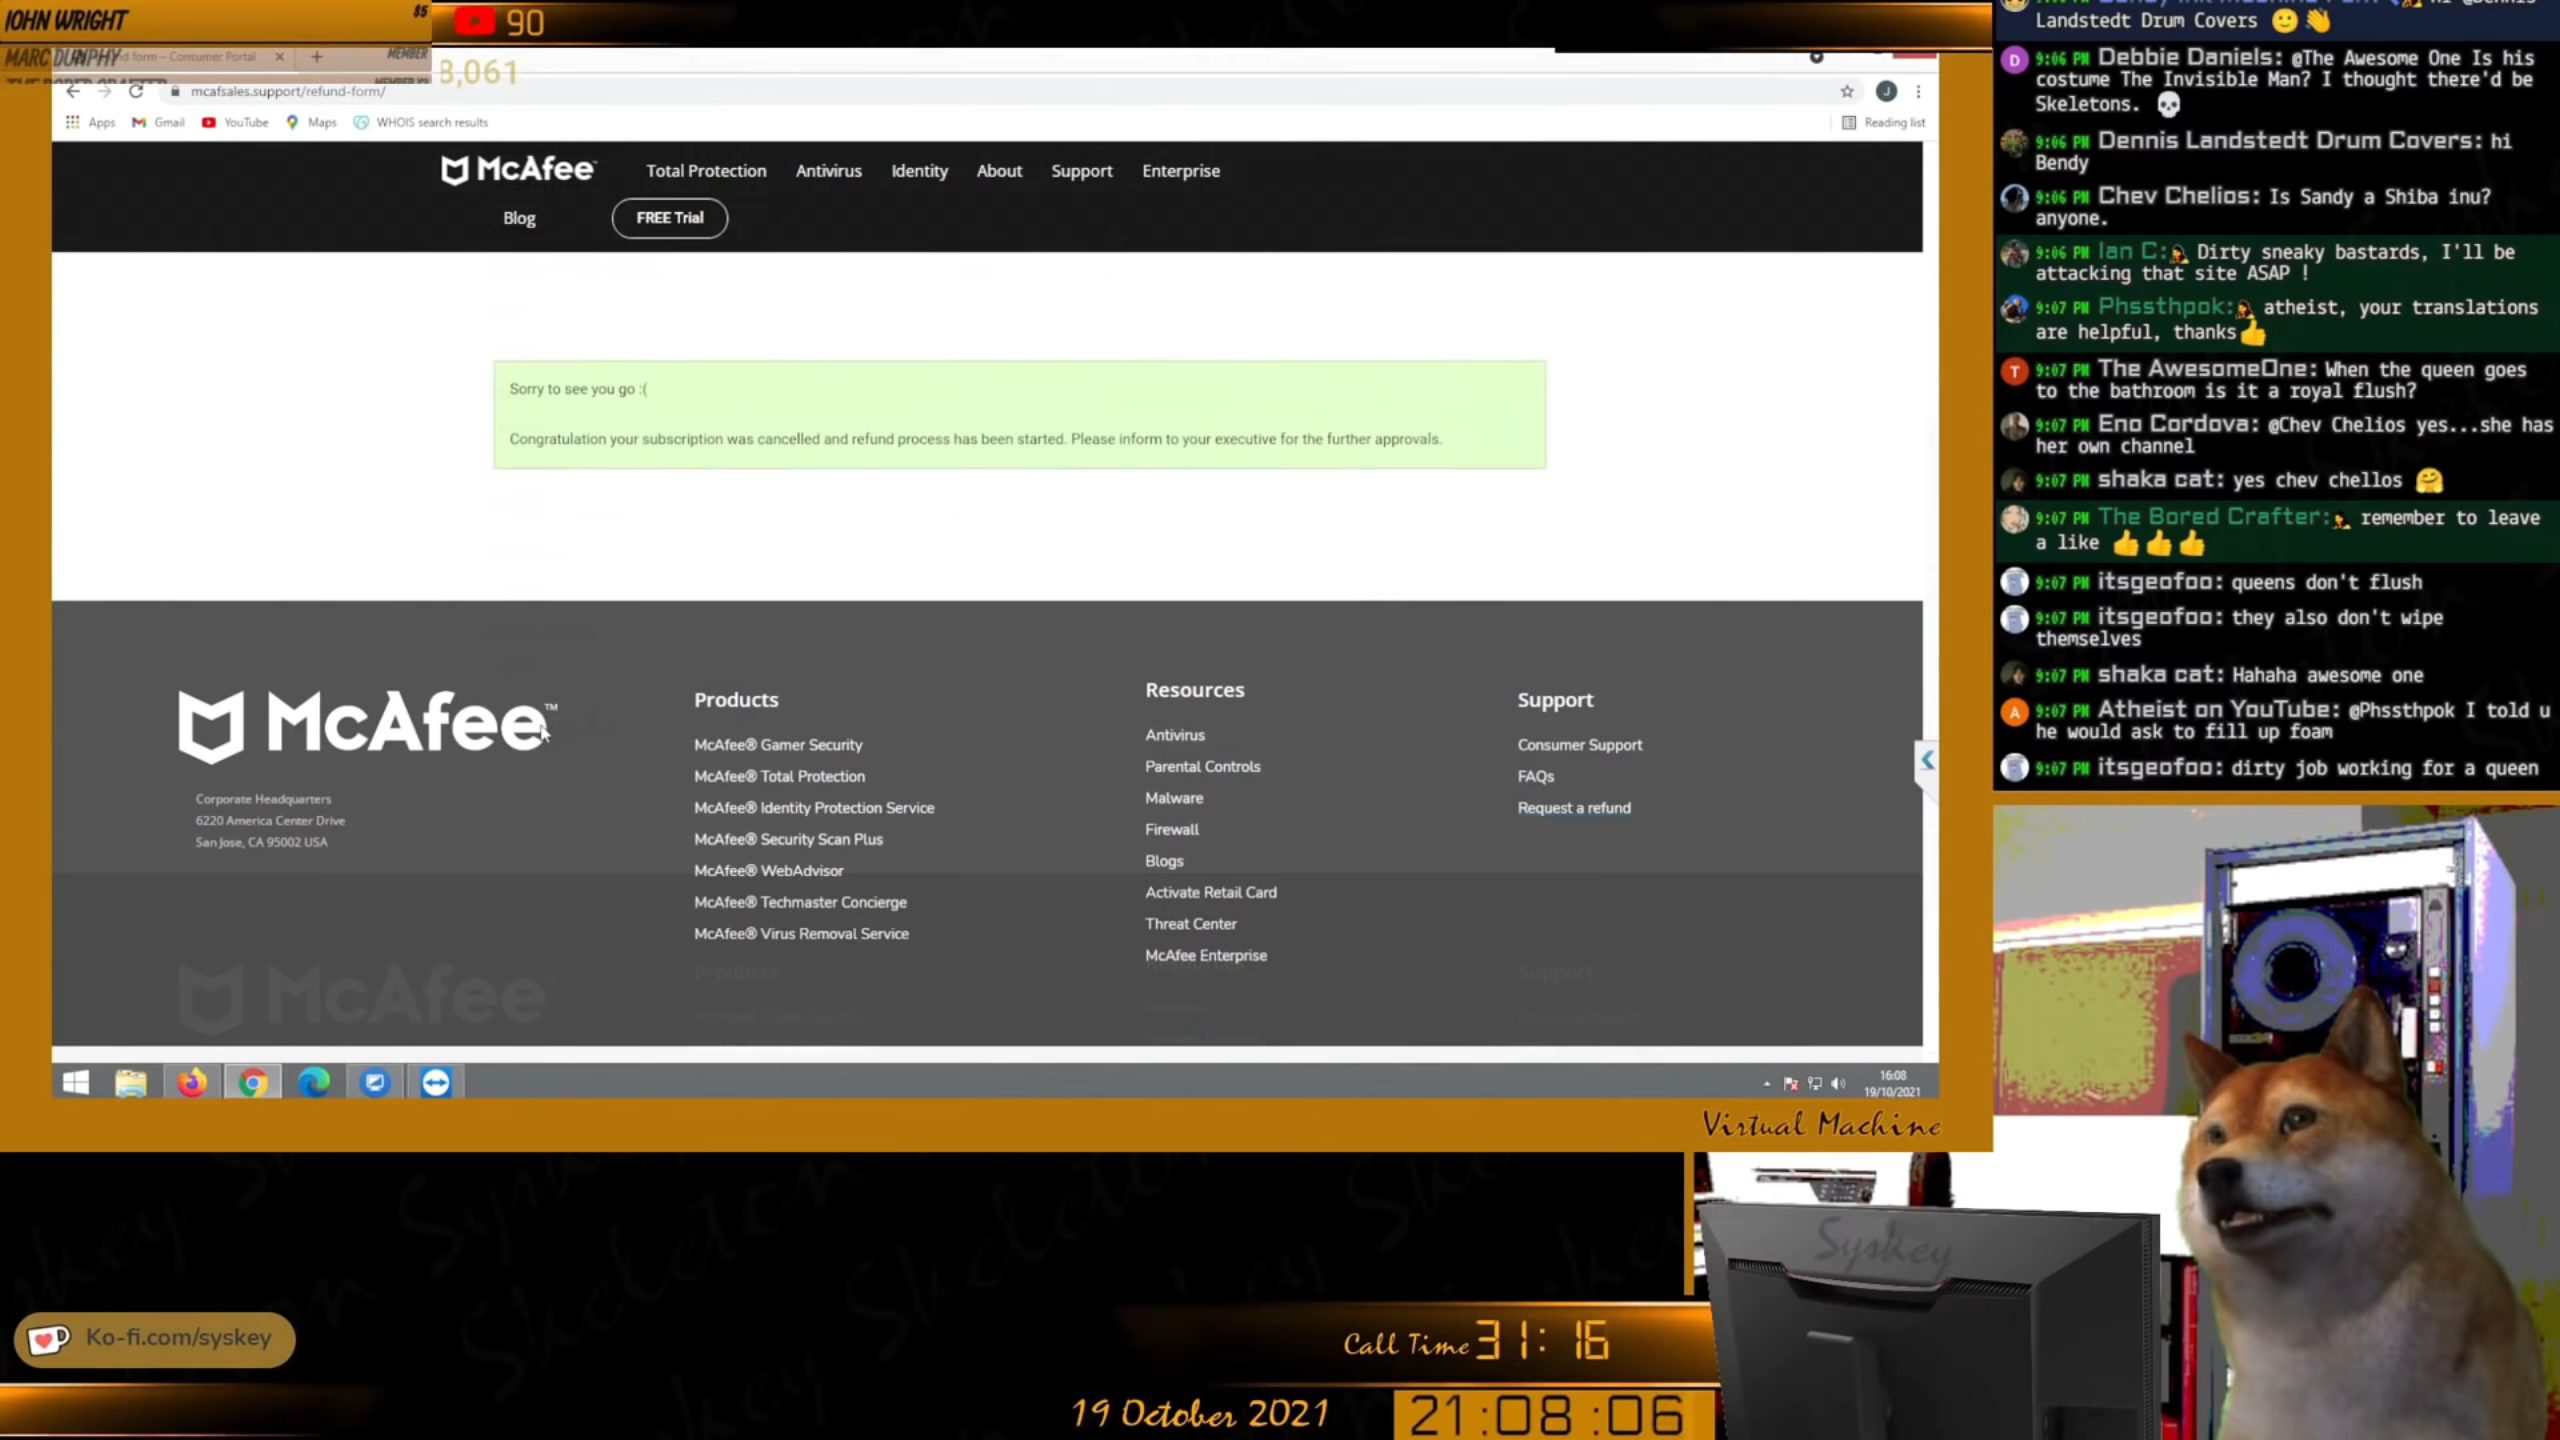 IOHN WRIGHT
$5
90
MARC DUNPHY
MEMBER
form – Consumer Portal
3,061
mcafsales.support/refund-form/
Apps
Gmail
YouTube
Maps
WHOIS search results
Reading list
McAfee
Total Protection
Antivirus
Identity
About
Support
Enterprise
Blog
FREE Trial
Sorry to see you go :(
Congratulation your subscription was cancelled and refund process has been started. Please inform to your executive for the further approvals.
McAfee™
Corporate Headquarters
6220 America Center Drive
San Jose, CA 95002 USA
Products
McAfee® Gamer Security
McAfee® Total Protection
McAfee® Identity Protection Service
McAfee® Security Scan Plus
McAfee® WebAdvisor
McAfee® Techmaster Concierge
McAfee® Virus Removal Service
Resources
Antivirus
Parental Controls
Malware
Firewall
Blogs
Activate Retail Card
Threat Center
McAfee Enterprise
Support
Consumer Support
FAQs
Request a refund
McAfee
Products
Support
16:08
19/10/2021
Virtual Machine
Landstedt Drum Covers 🙂👋
D
9:06 PM Debbie Daniels: @The Awesome One Is his
costume The Invisible Man? I thought there'd be
Skeletons. 💀
9:06 PM Dennis Landstedt Drum Covers: hi
Bendy
9:06 PM Chev Chelios: Is Sandy a Shiba inu?
anyone.
9:06 PM Ian C: Dirty sneaky bastards, I'll be
attacking that site ASAP !
9:07 PM Phssthpok: atheist, your translations
are helpful, thanks👍
T
9:07 PM The AwesomeOne: When the queen goes
to the bathroom is it a royal flush?
9:07 PM Eno Cordova: @Chev Chelios yes...she has
her own channel
9:07 PM shaka cat: yes chev chellos 🤗
9:07 PM The Bored Crafter: remember to leave
a like 👍👍👍
9:07 PM itsgeofoo: queens don't flush
9:07 PM itsgeofoo: they also don't wipe
themselves
9:07 PM shaka cat: Hahaha awesome one
A
9:07 PM Atheist on YouTube: @Phssthpok I told u
he would ask to fill up foam
9:07 PM itsgeofoo: dirty job working for a queen
Syskey
Ko-fi.com/syskey
Call Time 31:16
19 October 2021
21:08:06